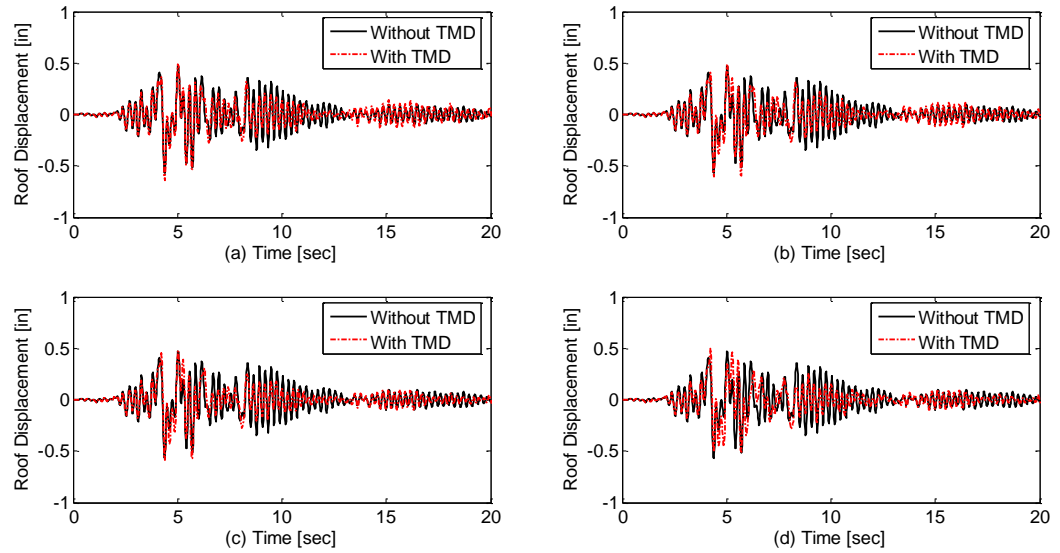 1
0.5
0
-0.5
-1
Roof Displacement [in]
Without TMD
With TMD
0 5 10 15 20
(a) Time [sec]
1
0.5
0
-0.5
-1
Roof Displacement [in]
Without TMD
With TMD
0 5 10 15 20
(b) Time [sec]
1
0.5
0
-0.5
-1
Roof Displacement [in]
Without TMD
With TMD
0 5 10 15 20
(c) Time [sec]
1
0.5
0
-0.5
-1
Roof Displacement [in]
Without TMD
With TMD
0 5 10 15 20
(d) Time [sec]